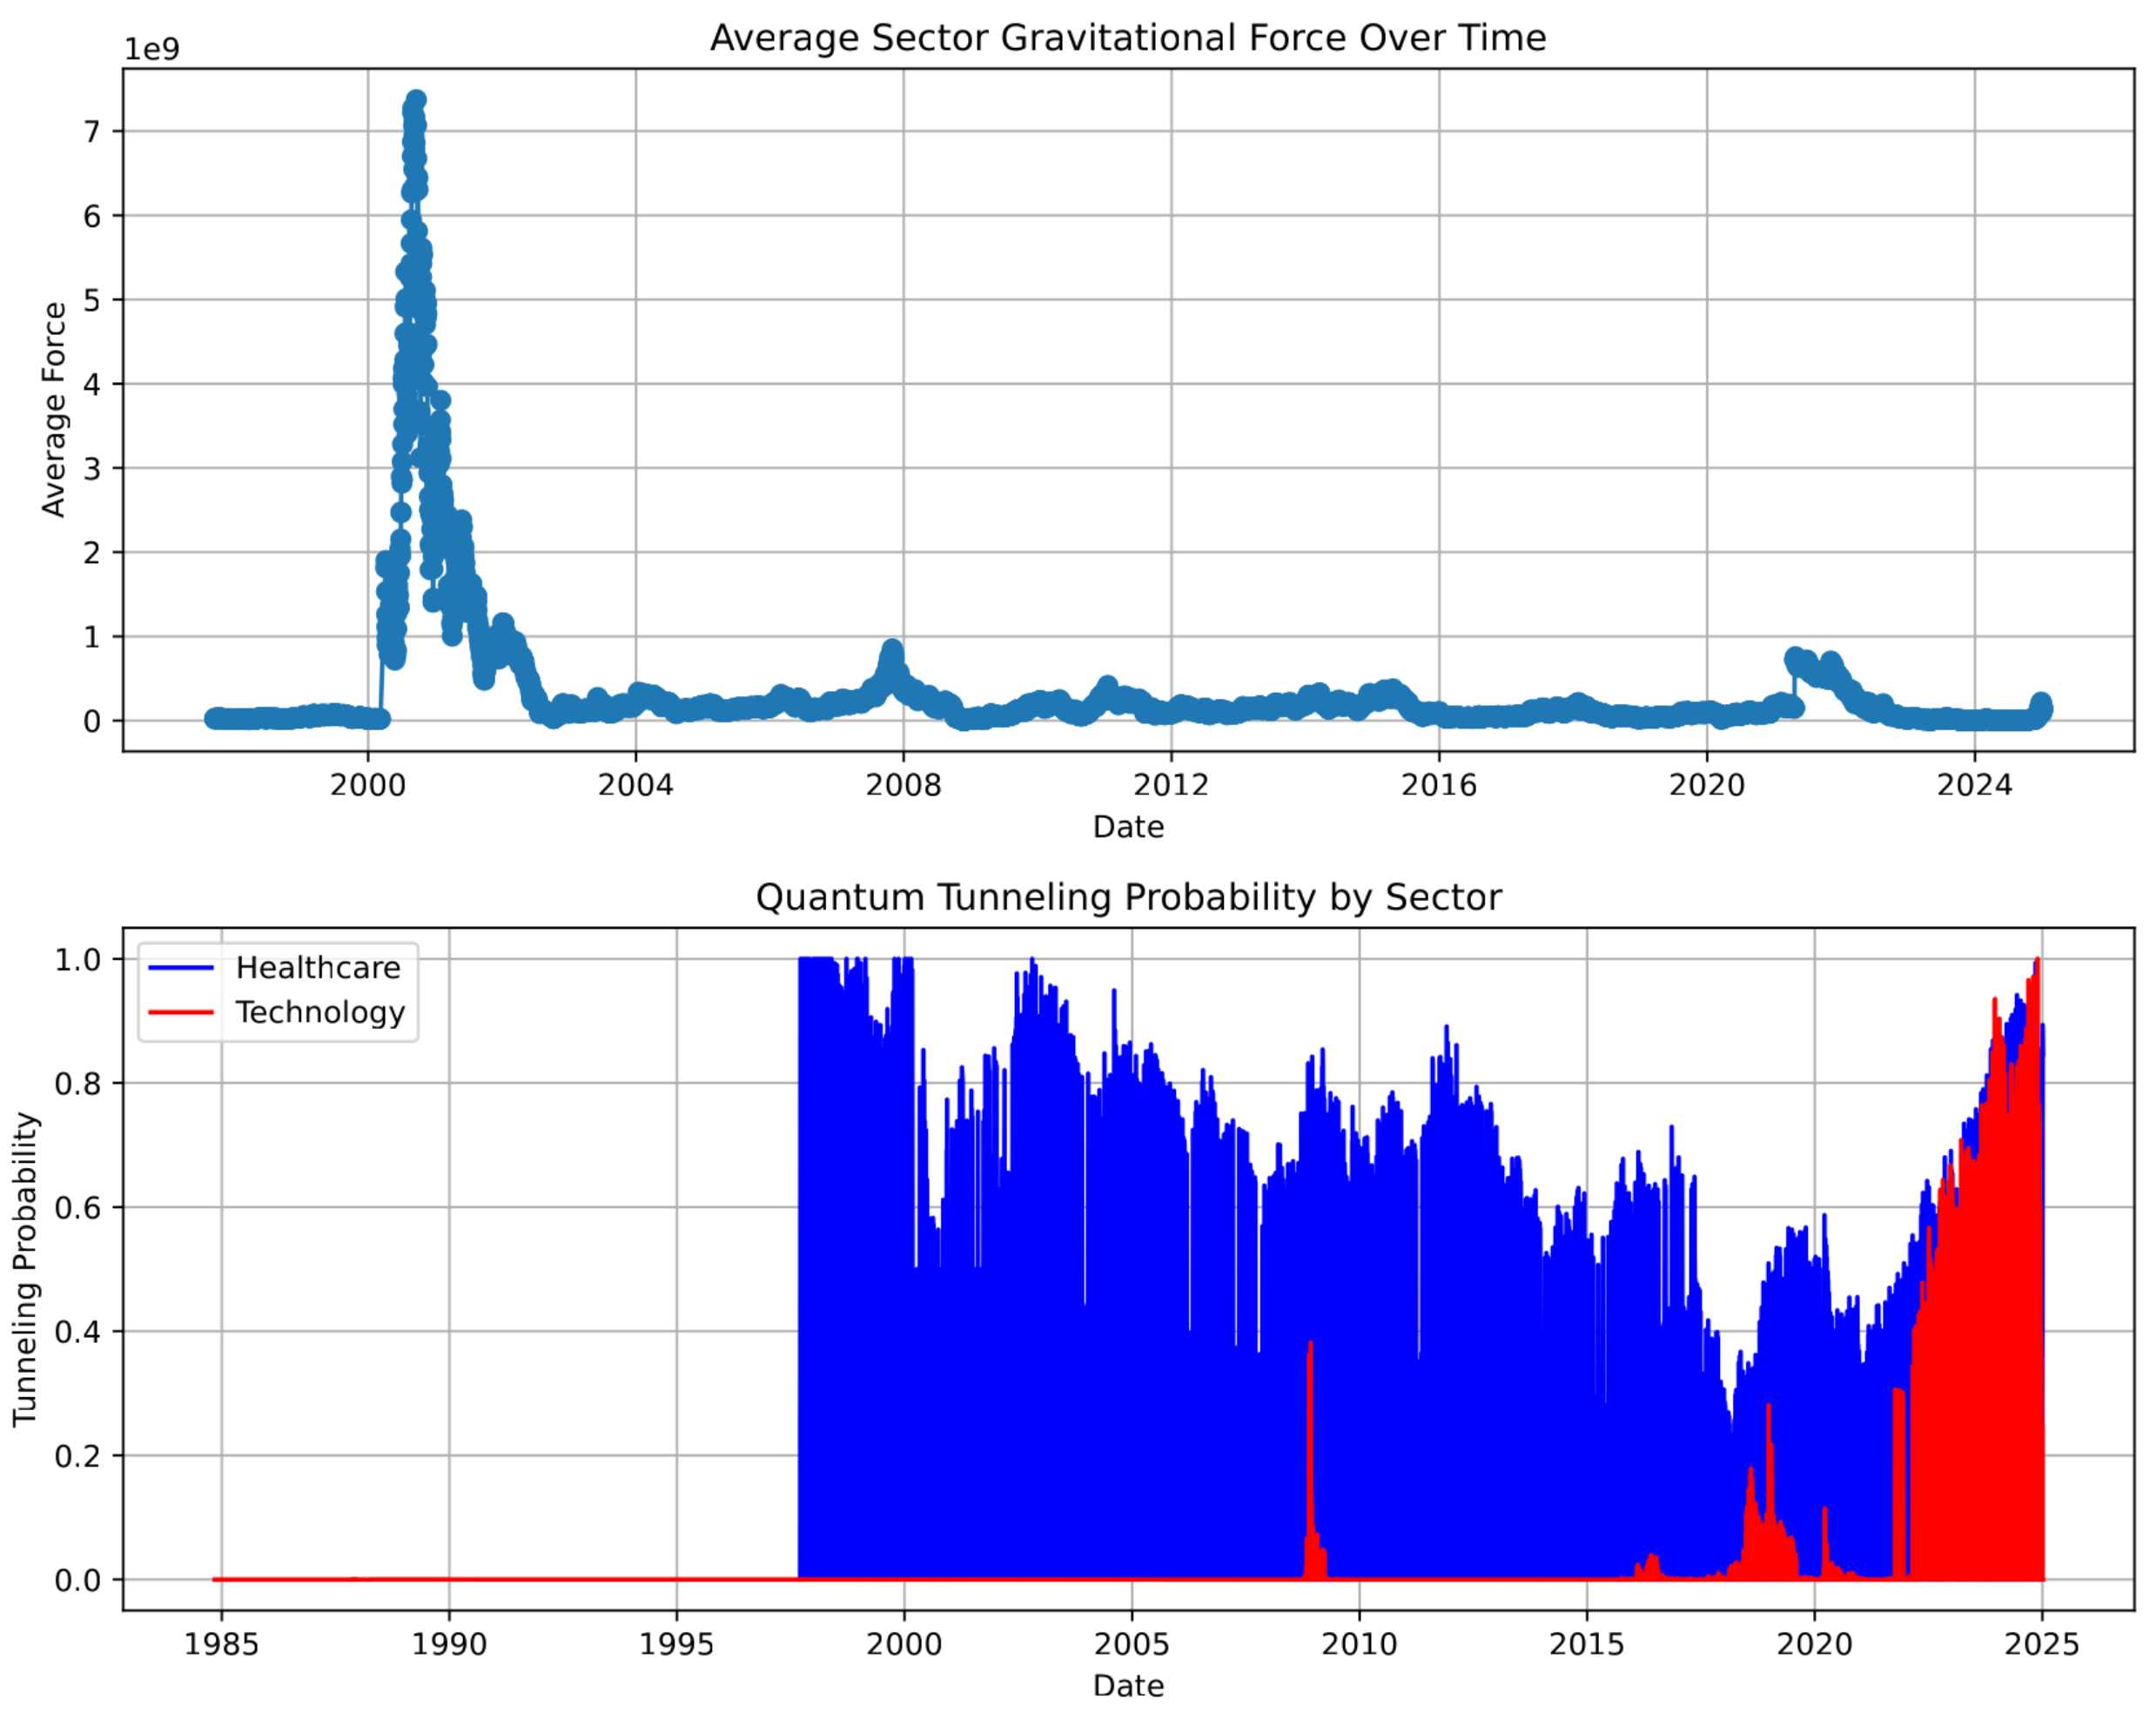 Average Sector Gravitational Force Over Time
1e9
7
6
5
4
3
2
1
0
Average Force
2000 2004 2008 2012 2016 2020 2024
Date
Quantum Tunneling Probability by Sector
Healthcare
Technology
1.0
0.8
0.6
0.4
0.2
0.0
Tunneling Probability
1985 1990 1995 2000 2005 2010 2015 2020 2025
Date